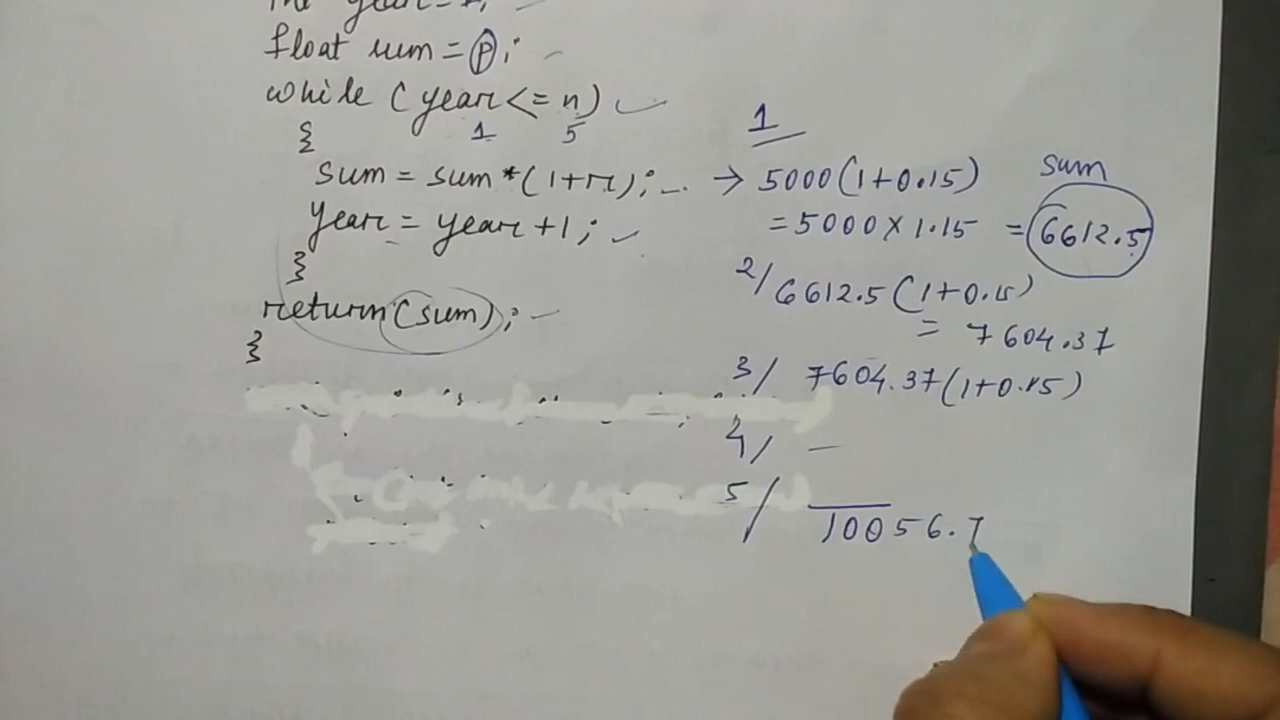 year=1;
float sum = p;
while (year<= n)
1 5
{
sum = sum*(1+r);
year = year +1;
}
return (sum);
}
1
→ 5000(1+0.15)
sum
= 5000 X 1.15 = 6612.5
2/ 6612.5 (1+0.15)
= 7604.37
3/ 7604.37(1+0.15)
4/ —
5/
10056.7